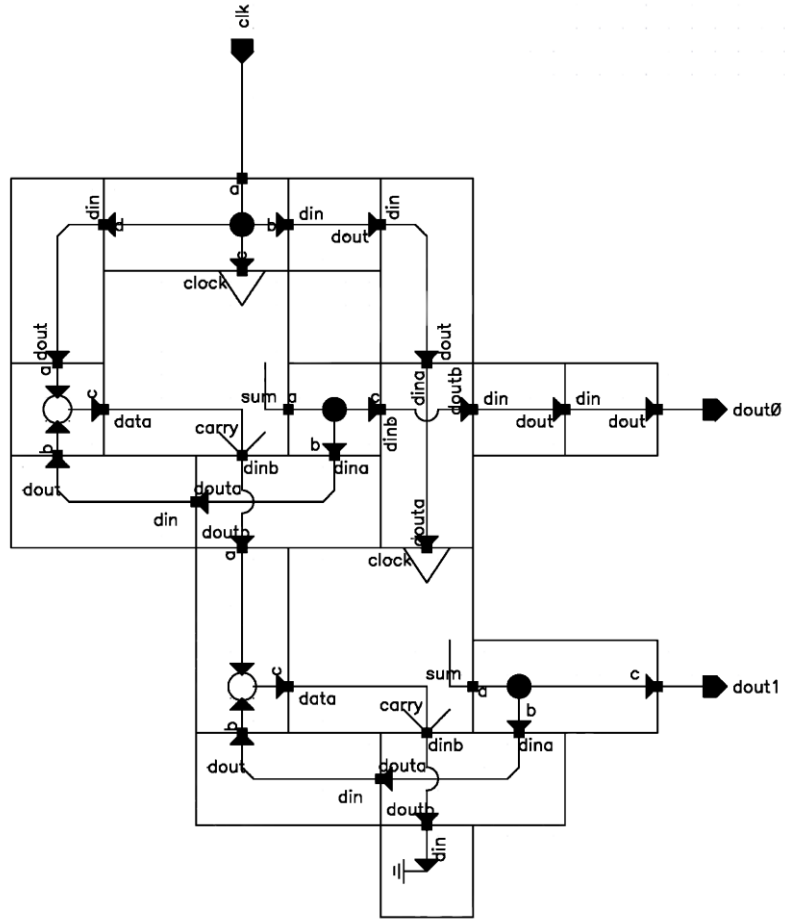 clk
a
din
d
b
din
din
dout
c
clock
dout
dout
a
dina
doutb
c
sum
a
c
din
din
dout0
data
dinb
dout
dout
carry
b
b
dinb
dina
dout
douta
din
doutb
douta
a
clock
c
sum
a
c
dout1
data
b
carry
b
dinb
dina
dout
douta
din
doutb
din